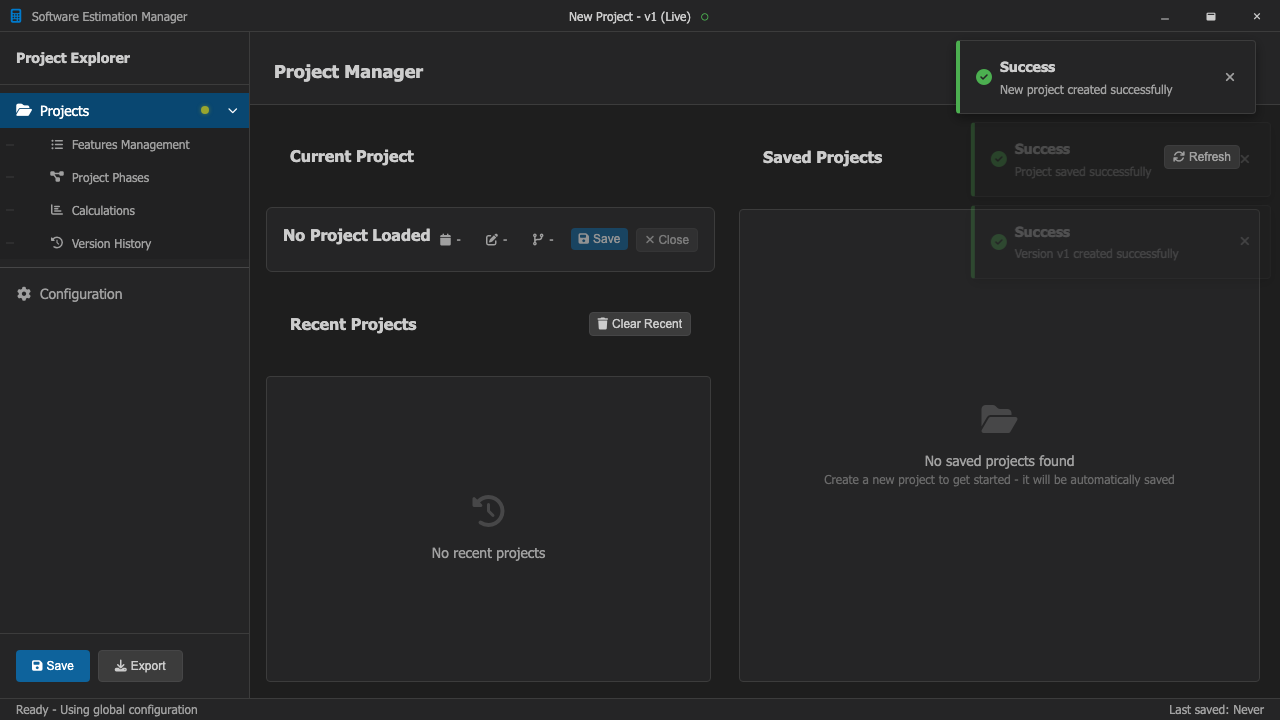 Software Estimation Manager
New Project - v1 (Live)
Project Explorer
Projects
Features Management
Project Phases
Calculations
Version History
Configuration
Save
Export
Project Manager
Current Project
No Project Loaded
-
-
-
Save
Close
Recent Projects
Clear Recent
No recent projects
Saved Projects
Refresh
No saved projects found
Create a new project to get started - it will be automatically saved
Success
New project created successfully
Success
Project saved successfully
Success
Version v1 created successfully
Ready - Using global configuration
Last saved: Never